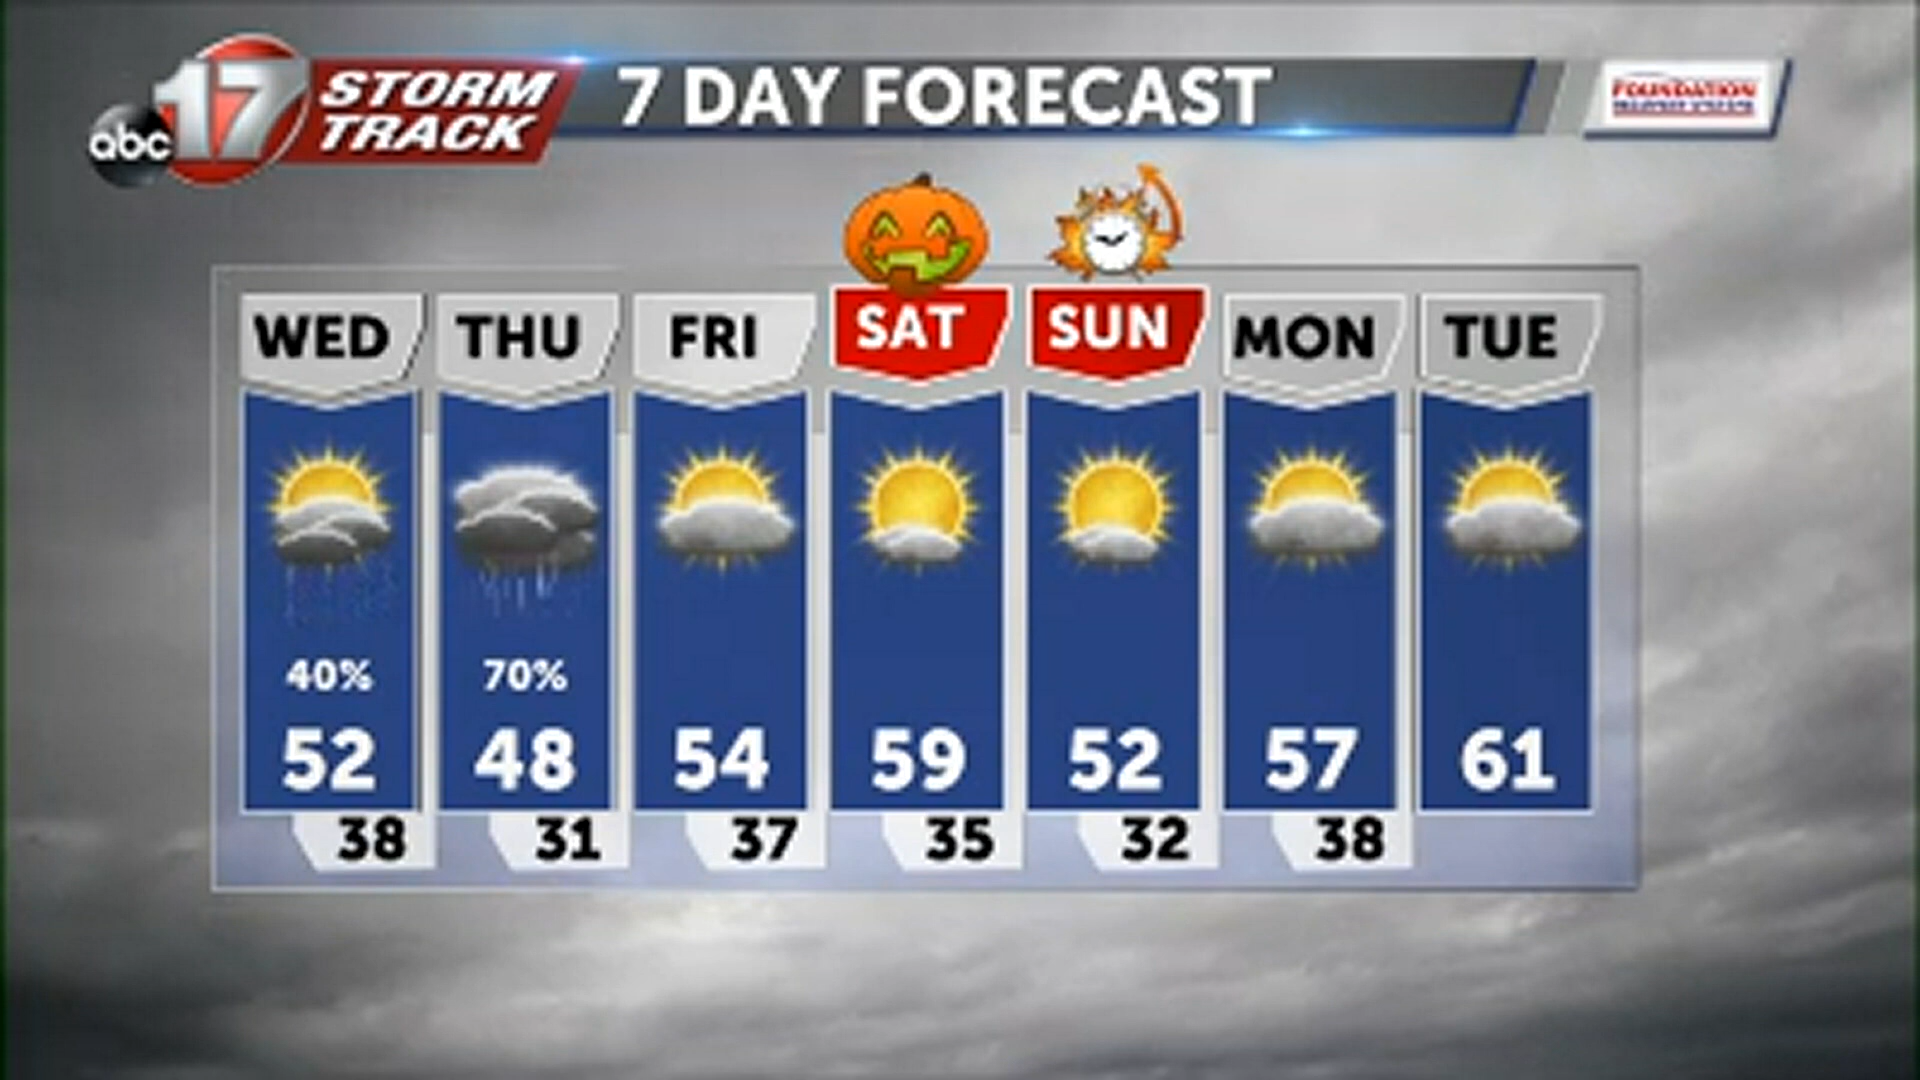 abc 17 STORM TRACK
7 DAY FORECAST
FOUNDATION
WED THU FRI SAT SUN MON TUE
40% 70%
52 48 54 59 52 57 61
38 31 37 35 32 38